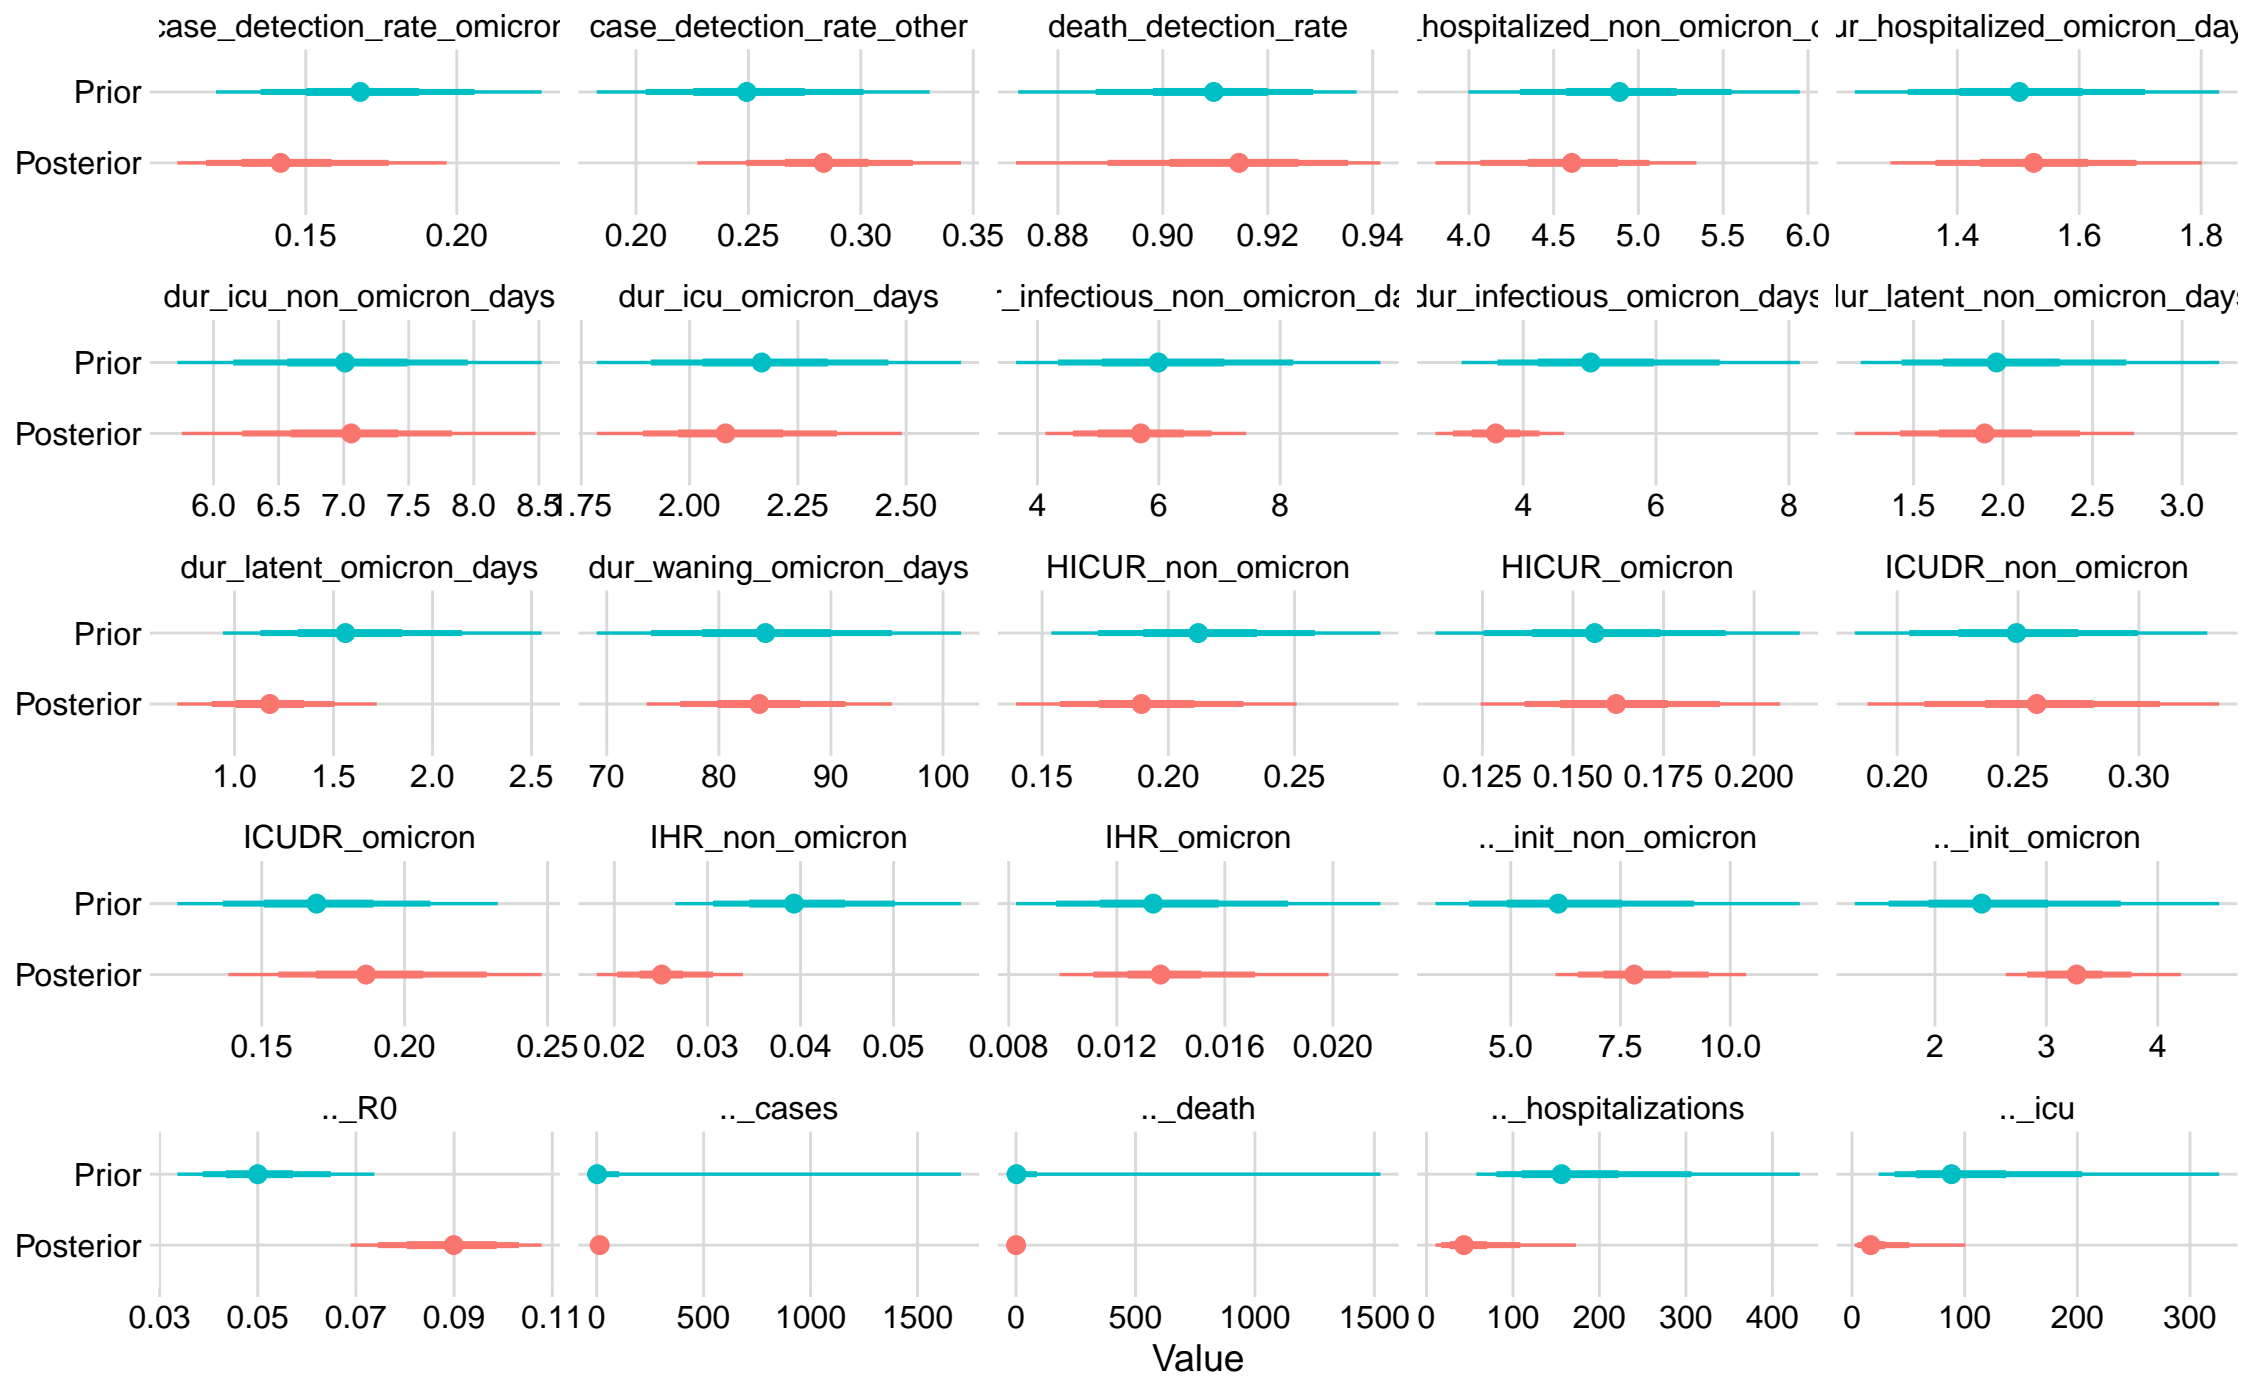 case_detection_rate_omicron case_detection_rate_other death_detection_rate _hospitalized_non_omicron_ ur_hospitalized_omicron_day
Prior
Posterior
0.15 0.20 0.20 0.25 0.30 0.35 0.88 0.90 0.92 0.94 4.0 4.5 5.0 5.5 6.0 1.4 1.6 1.8
dur_icu_non_omicron_days dur_icu_omicron_days r_infectious_non_omicron_da dur_infectious_omicron_days dur_latent_non_omicron_days
Prior
Posterior
6.0 6.5 7.0 7.5 8.0 8.5 1.75 2.00 2.25 2.50 4 6 8 4 6 8 1.5 2.0 2.5 3.0
dur_latent_omicron_days dur_waning_omicron_days HICUR_non_omicron HICUR_omicron ICUDR_non_omicron
Prior
Posterior
1.0 1.5 2.0 2.5 70 80 90 100 0.15 0.20 0.25 0.125 0.150 0.175 0.200 0.20 0.25 0.30
ICUDR_omicron IHR_non_omicron IHR_omicron .._init_non_omicron .._init_omicron
Prior
Posterior
0.15 0.20 0.25 0.02 0.03 0.04 0.05 0.008 0.012 0.016 0.020 5.0 7.5 10.0 2 3 4
.._R0 .._cases .._death .._hospitalizations .._icu
Prior
Posterior
0.03 0.05 0.07 0.09 0.11 0 500 1000 1500 0 500 1000 1500 0 100 200 300 400 0 100 200 300
Value